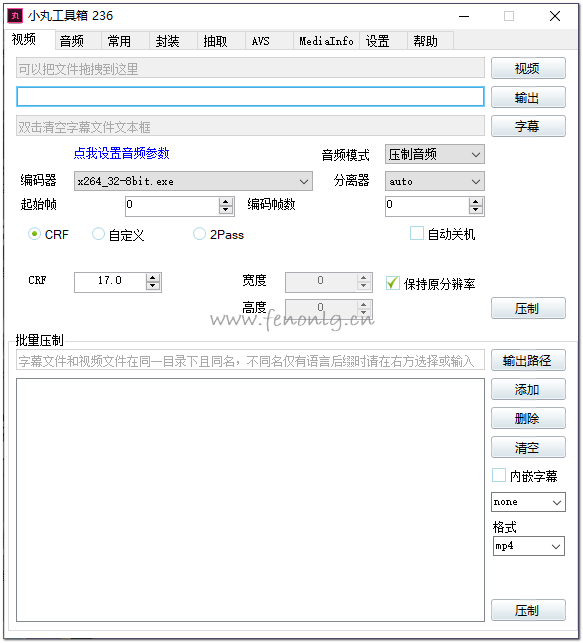 小丸工具箱 236
视频 音频 常用 封装 抽取 AVS MediaInfo 设置 帮助
可以把文件拖拽到这里 视频
输出
双击清空字幕文件文本框 字幕
点我设置音频参数 音频模式 压制音频
编码器 x264_32-8bit.exe 分离器 auto
起始帧 0 编码帧数 0
CRF 自定义 2Pass 自动关机
CRF 17.0 宽度 0 保持原分辨率
高度 0 压制
www.fenonlg.cn
批量压制
字幕文件和视频文件在同一目录下且同名，不同名仅有语言后缀时请在右方选择或输入 输出路径
添加
删除
清空
内嵌字幕
none
格式
mp4
压制